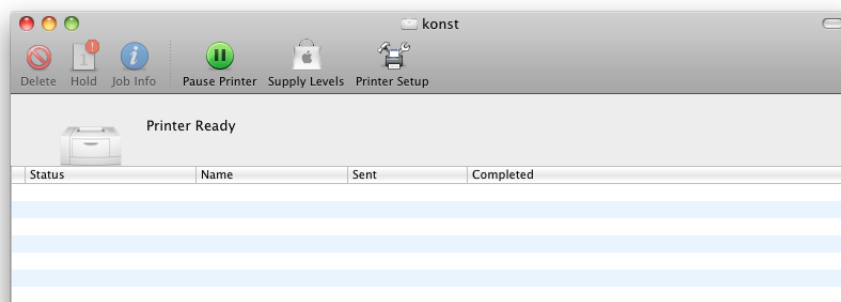 konst
Delete Hold Job Info Pause Printer Supply Levels Printer Setup
Printer Ready
Status Name Sent Completed